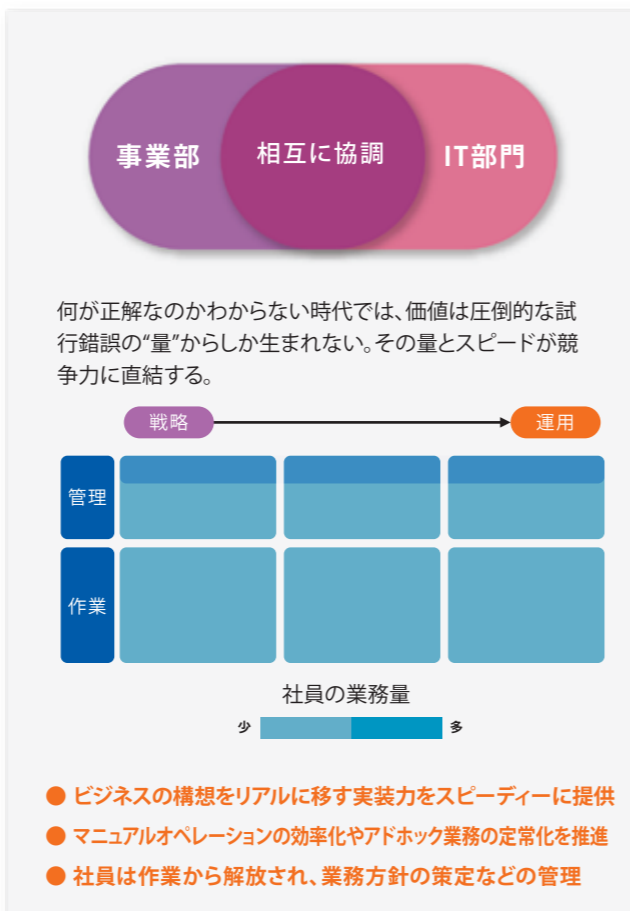 事業部
相互に協調
IT部門
何が正解なのかわからない時代では、価値は圧倒的な試
行錯誤の“量”からしか生まれない。その量とスピードが競
争力に直結する。
戦略
運用
管理
作業
社員の業務量
少
多
● ビジネスの構想をリアルに移す実装力をスピーディーに提供
● マニュアルオペレーションの効率化やアドホック業務の定常化を推進
● 社員は作業から解放され、業務方針の策定などの管理